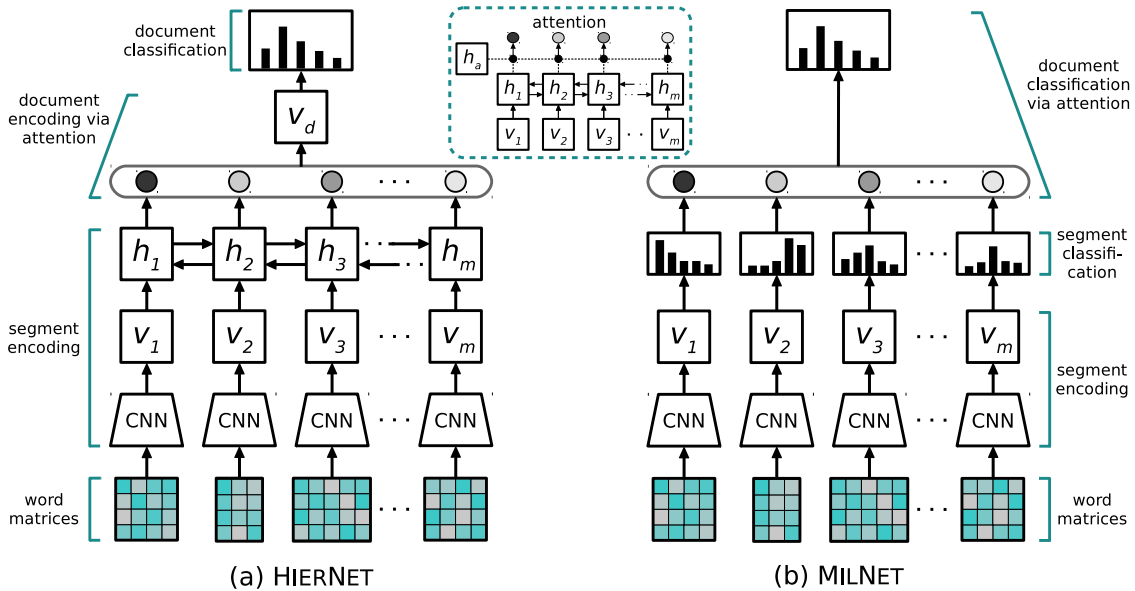 document
classification
document
encoding via
attention
v_d
h_1 h_2 h_3 . . . h_m
segment
encoding
v_1 v_2 v_3 . . . v_m
CNN CNN CNN . . . CNN
word
matrices
(a) HIERNET
attention
h_a
h_1 h_2 h_3 h_m
v_1 v_2 v_3 . . v_m
document
classification
via attention
segment
classifi-
cation
v_1 v_2 v_3 . . . v_m
segment
encoding
CNN CNN CNN . . . CNN
word
matrices
(b) MILNET